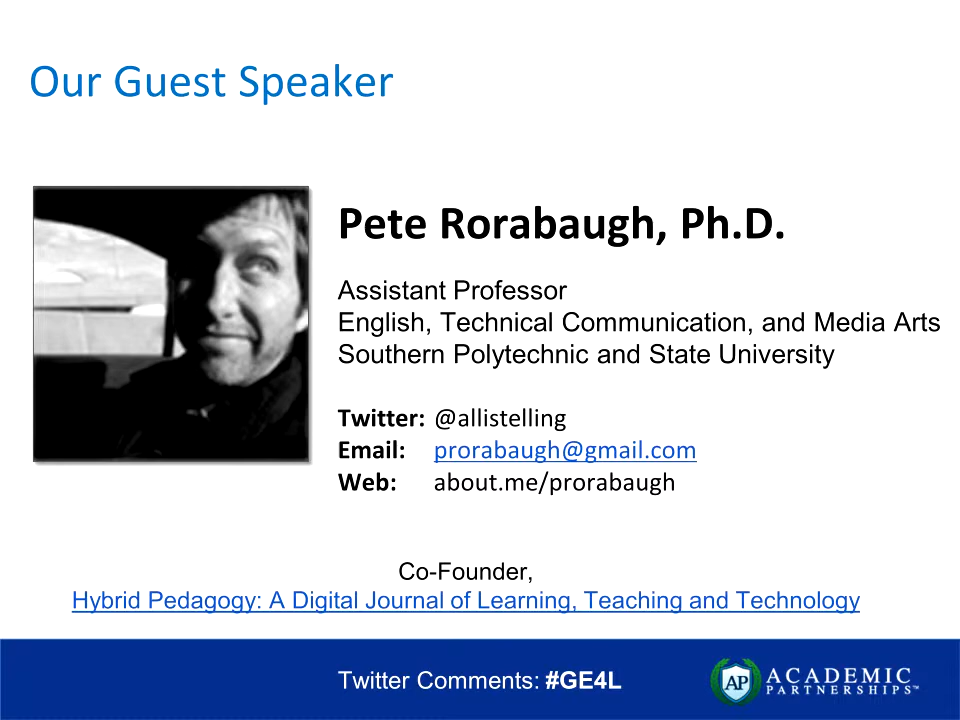 Our Guest Speaker
Pete Rorabaugh, Ph.D.
Assistant Professor
English, Technical Communication, and Media Arts
Southern Polytechnic and State University
Twitter: @allistelling
Email: prorabaugh@gmail.com
Web: about.me/prorabaugh
Co-Founder,
Hybrid Pedagogy: A Digital Journal of Learning, Teaching and Technology
Twitter Comments: #GE4L
AP ACADEMIC
PARTNERSHIPS™